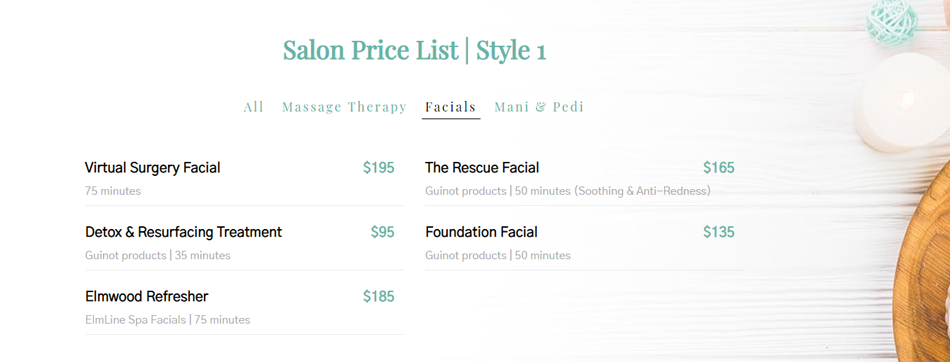 Salon Price List | Style 1
All Massage Therapy Facials Mani & Pedi
Virtual Surgery Facial $195
75 minutes
The Rescue Facial $165
Guinot products | 50 minutes (Soothing & Anti-Redness)
Detox & Resurfacing Treatment $95
Guinot products | 35 minutes
Foundation Facial $135
Guinot products | 50 minutes
Elmwood Refresher $185
ElmLine Spa Facials | 75 minutes